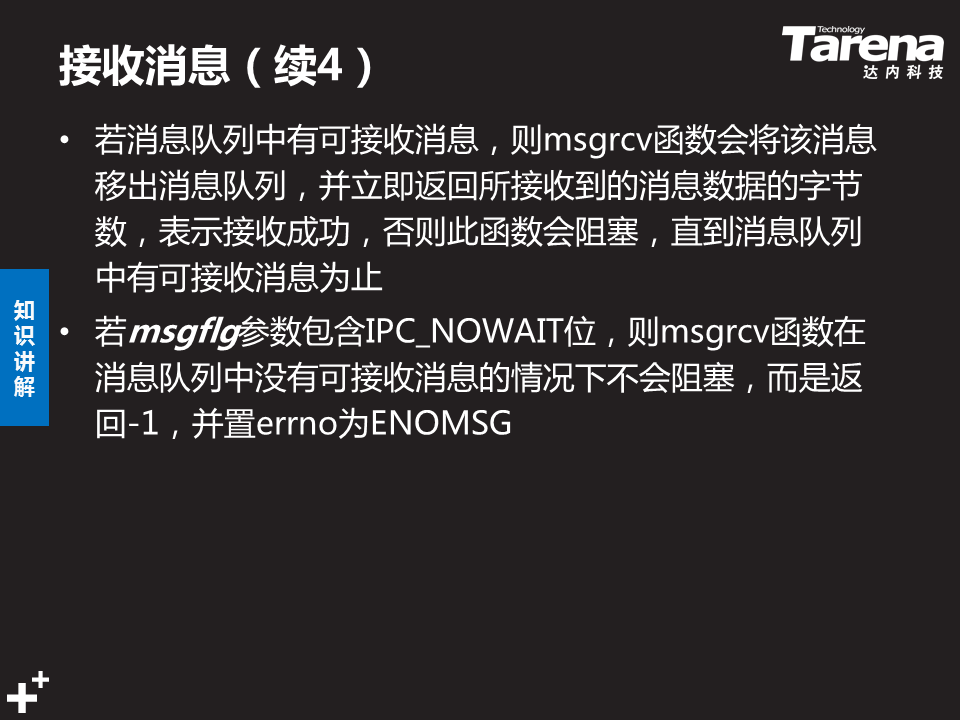 接收消息（续4）
Technology
Tarena
达内科技
• 若消息队列中有可接收消息，则msgrcv函数会将该消息
移出消息队列，并立即返回所接收到的消息数据的字节
数，表示接收成功，否则此函数会阻塞，直到消息队列
中有可接收消息为止
知识讲解
• 若msgflg参数包含IPC_NOWAIT位，则msgrcv函数在
消息队列中没有可接收消息的情况下不会阻塞，而是返
回-1，并置errno为ENOMSG